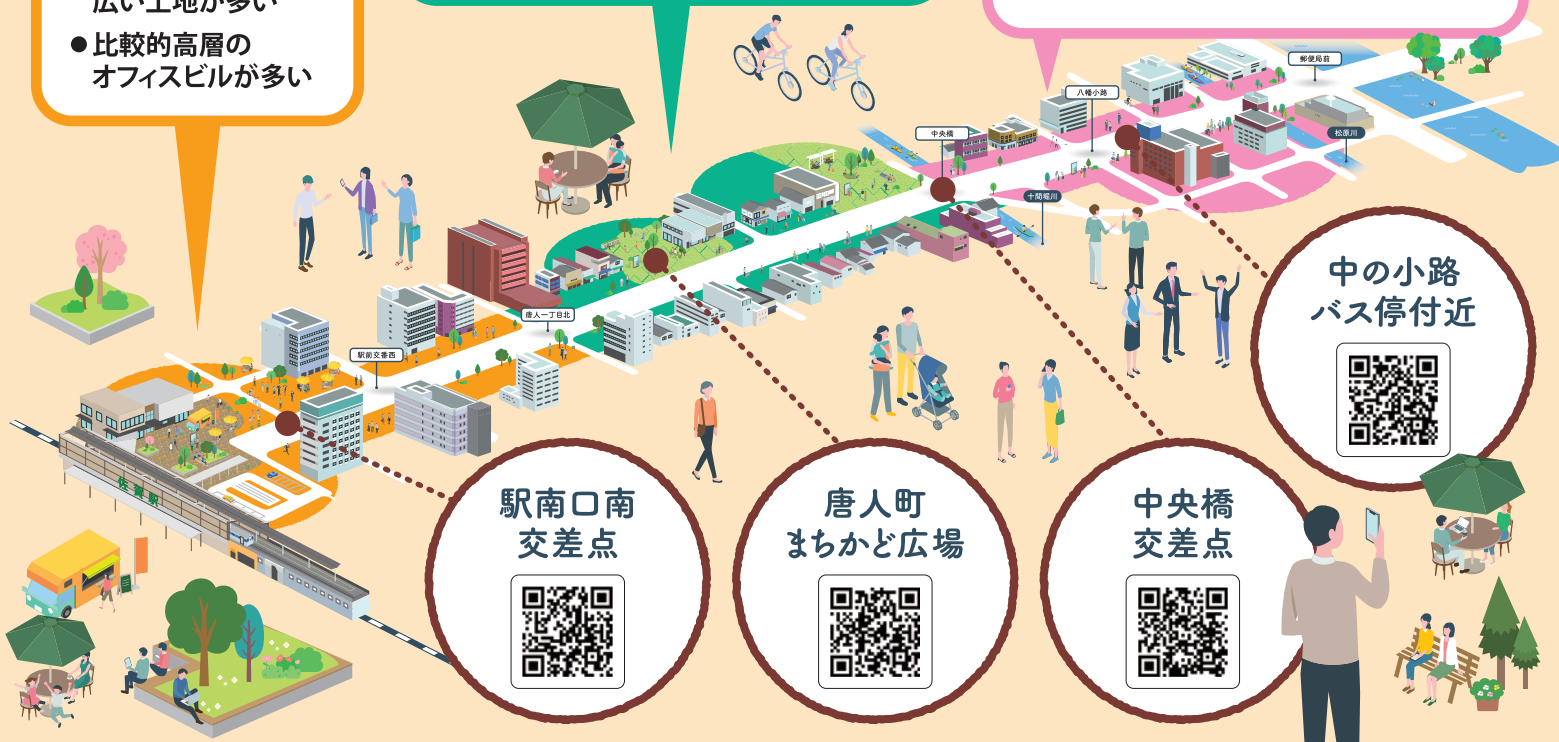 広い土地が多い
●比較的高層の
オフィスビルが多い
郵便局前
八幡小路
中央橋
松原川
十間堀川
唐人一丁目北
駅前交番西
佐賀駅
中の小路
バス停付近
駅南口南
交差点
唐人町
まちかど広場
中央橋
交差点